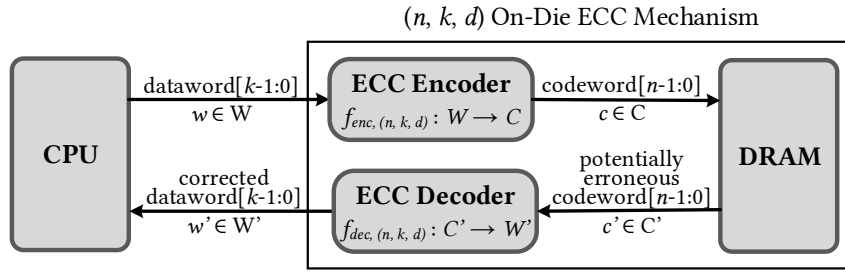 (n, k, d) On-Die ECC Mechanism
CPU
dataword[k-1:0]
w ∈ W
ECC Encoder
f_enc, (n, k, d) : W → C
codeword[n-1:0]
c ∈ C
DRAM
corrected
dataword[k-1:0]
w’ ∈ W’
ECC Decoder
f_dec, (n, k, d) : C’ → W’
potentially
erroneous
codeword[n-1:0]
c’ ∈ C’